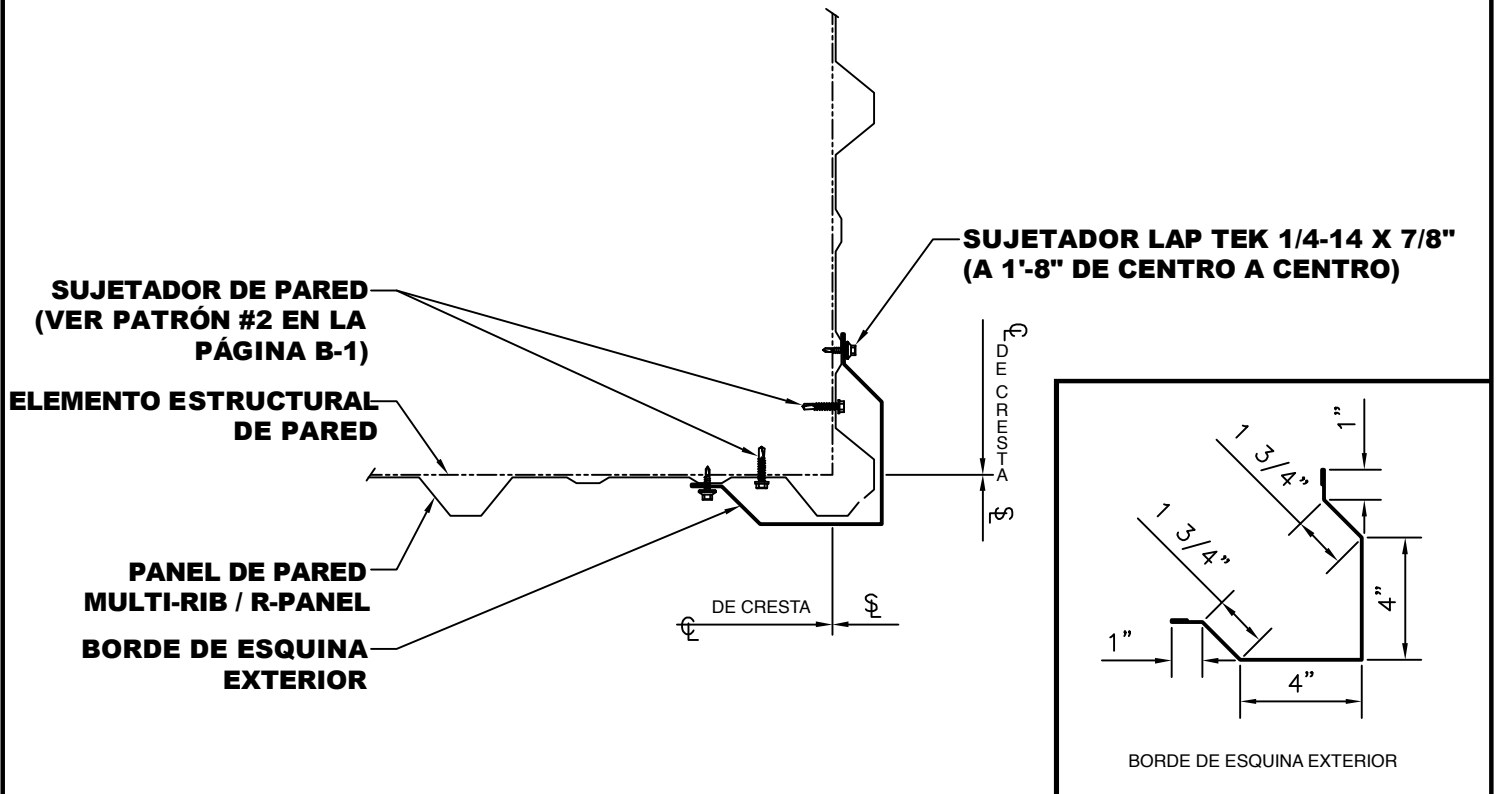 SUJETADOR LAP TEK 1/4-14 X 7/8"
(A 1'-8" DE CENTRO A CENTRO)
SUJETADOR DE PARED
(VER PATRÓN #2 EN LA
PÁGINA B-1)
ELEMENTO ESTRUCTURAL
DE PARED
PANEL DE PARED
MULTI-RIB / R-PANEL
BORDE DE ESQUINA
EXTERIOR
℄ DE CRESTA
SL
DE CRESTA
SL
℄
1"
1 3/4"
1 3/4"
4"
1"
4"
BORDE DE ESQUINA EXTERIOR